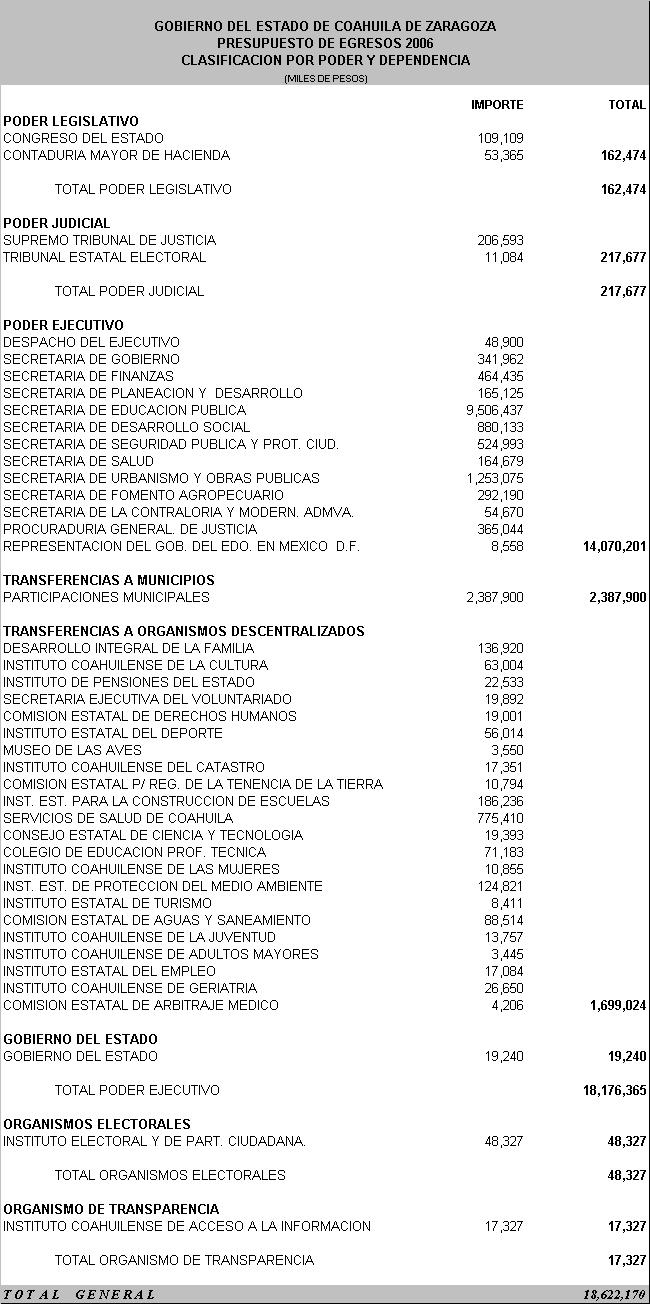 GOBIERNO DEL ESTADO DE COAHUILA DE ZARAGOZA
PRESUPUESTO DE EGRESOS 2006
CLASIFICACION POR PODER Y DEPENDENCIA
(MILES DE PESOS)
IMPORTE TOTAL
PODER LEGISLATIVO
CONGRESO DEL ESTADO 109,109
CONTADURIA MAYOR DE HACIENDA 53,365 162,474
TOTAL PODER LEGISLATIVO 162,474
PODER JUDICIAL
SUPREMO TRIBUNAL DE JUSTICIA 206,593
TRIBUNAL ESTATAL ELECTORAL 11,084 217,677
TOTAL PODER JUDICIAL 217,677
PODER EJECUTIVO
DESPACHO DEL EJECUTIVO 48,900
SECRETARIA DE GOBIERNO 341,962
SECRETARIA DE FINANZAS 464,435
SECRETARIA DE PLANEACION Y DESARROLLO 165,125
SECRETARIA DE EDUCACION PUBLICA 9,506,437
SECRETARIA DE DESARROLLO SOCIAL 880,133
SECRETARIA DE SEGURIDAD PUBLICA Y PROT. CIUD. 524,993
SECRETARIA DE SALUD 164,679
SECRETARIA DE URBANISMO Y OBRAS PUBLICAS 1,253,075
SECRETARIA DE FOMENTO AGROPECUARIO 292,190
SECRETARIA DE LA CONTRALORIA Y MODERN. ADMVA. 54,670
PROCURADURIA GENERAL. DE JUSTICIA 365,044
REPRESENTACION DEL GOB. DEL EDO. EN MEXICO D.F. 8,558 14,070,201
TRANSFERENCIAS A MUNICIPIOS
PARTICIPACIONES MUNICIPALES 2,387,900 2,387,900
TRANSFERENCIAS A ORGANISMOS DESCENTRALIZADOS
DESARROLLO INTEGRAL DE LA FAMILIA 136,920
INSTITUTO COAHUILENSE DE LA CULTURA 63,004
INSTITUTO DE PENSIONES DEL ESTADO 22,533
SECRETARIA EJECUTIVA DEL VOLUNTARIADO 19,892
COMISION ESTATAL DE DERECHOS HUMANOS 19,001
INSTITUTO ESTATAL DEL DEPORTE 56,014
MUSEO DE LAS AVES 3,550
INSTITUTO COAHUILENSE DEL CATASTRO 17,351
COMISION ESTATAL P/ REG. DE LA TENENCIA DE LA TIERRA 10,794
INST. EST. PARA LA CONSTRUCCION DE ESCUELAS 186,236
SERVICIOS DE SALUD DE COAHUILA 775,410
CONSEJO ESTATAL DE CIENCIA Y TECNOLOGIA 19,393
COLEGIO DE EDUCACION PROF. TECNICA 71,183
INSTITUTO COAHUILENSE DE LAS MUJERES 10,855
INST. EST. DE PROTECCION DEL MEDIO AMBIENTE 124,821
INSTITUTO ESTATAL DE TURISMO 8,411
COMISION ESTATAL DE AGUAS Y SANEAMIENTO 88,514
INSTITUTO COAHUILENSE DE LA JUVENTUD 13,757
INSTITUTO COAHUILENSE DE ADULTOS MAYORES 3,445
INSTITUTO ESTATAL DEL EMPLEO 17,084
INSTITUTO COAHUILENSE DE GERIATRIA 26,650
COMISION ESTATAL DE ARBITRAJE MEDICO 4,206 1,699,024
GOBIERNO DEL ESTADO
GOBIERNO DEL ESTADO 19,240 19,240
TOTAL PODER EJECUTIVO 18,176,365
ORGANISMOS ELECTORALES
INSTITUTO ELECTORAL Y DE PART. CIUDADANA. 48,327 48,327
TOTAL ORGANISMOS ELECTORALES 48,327
ORGANISMO DE TRANSPARENCIA
INSTITUTO COAHUILENSE DE ACCESO A LA INFORMACION 17,327 17,327
TOTAL ORGANISMO DE TRANSPARENCIA 17,327
TOTAL GENERAL 18,622,170